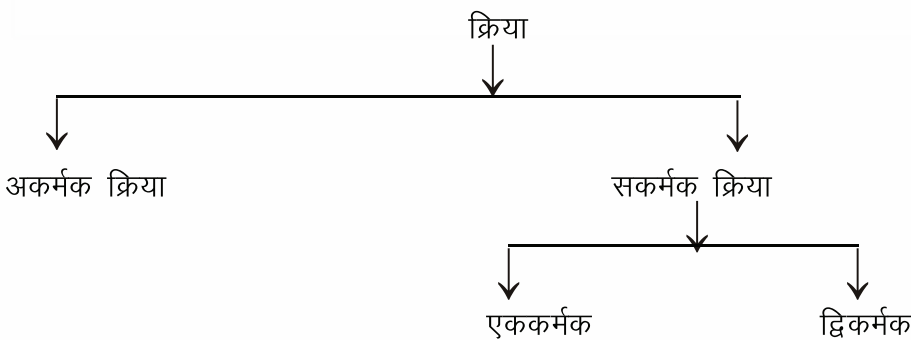 क्रिया
अकर्मक क्रिया सकर्मक क्रिया
एककर्मक द्विकर्मक